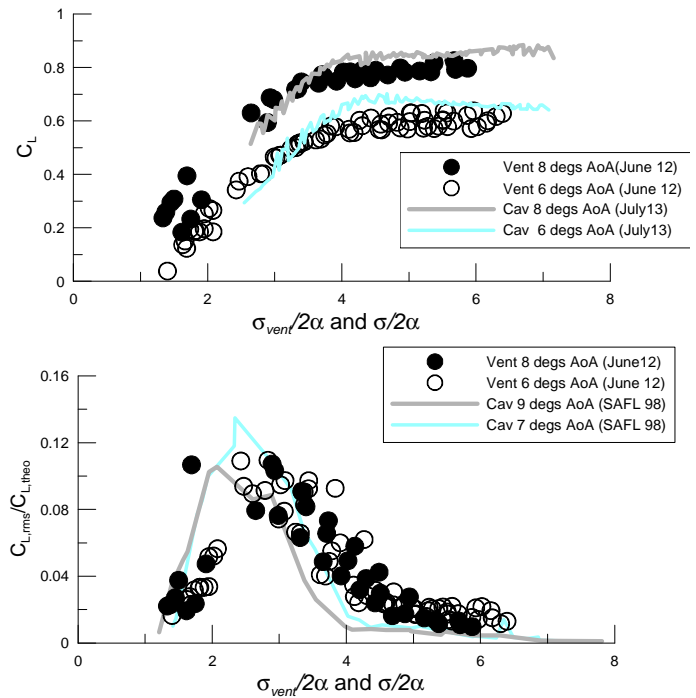 1
0.8
0.6
0.4
0.2
0
C_L
0 2 4 6 8
σ_vent/2α and σ/2α
Vent 8 degs AoA(June 12)
Vent 6 degs AoA (June 12)
Cav 8 degs AoA (July13)
Cav 6 degs AoA (July13)
0.16
0.12
0.08
0.04
0
C_L,rms/C_L,theo
0 2 4 6 8
σ_vent/2α and σ/2α
Vent 8 degs AoA (June12)
Vent 6 degs AoA (June 12)
Cav 9 degs AoA (SAFL 98)
Cav 7 degs AoA (SAFL 98)